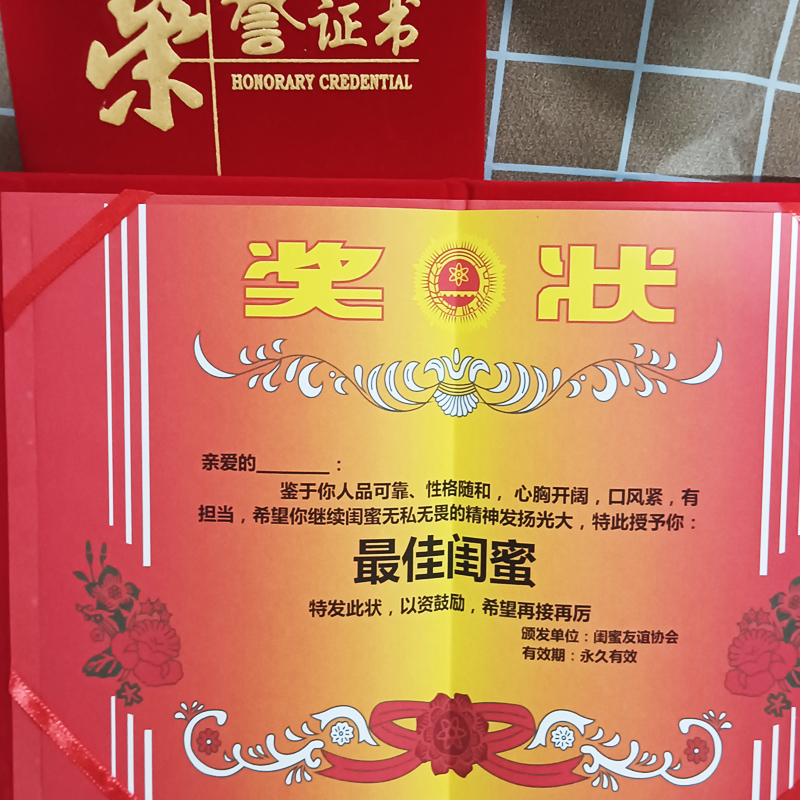 荣誉证书
HONORARY CREDENTIAL
奖状
亲爱的________：
鉴于你人品可靠、性格随和，心胸开阔，口风紧，有
担当，希望你继续闺蜜无私无畏的精神发扬光大，特此授予你：
最佳闺蜜
特发此状，以资鼓励，希望再接再厉
颁发单位：闺蜜友谊协会
有效期：永久有效